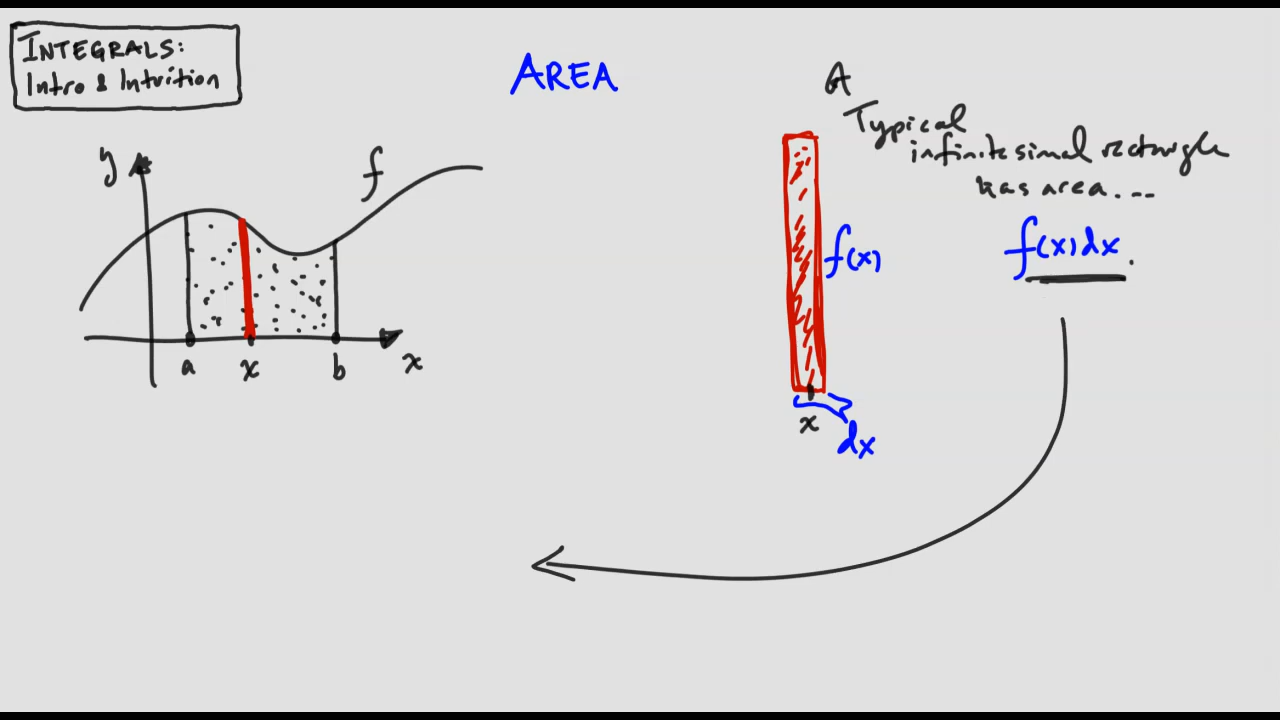 INTEGRALS:
Intro & Intuition
AREA
A
Typical
infinitesimal rectangle
has area....
f(x)dx.
y
f
a
x
b
x
f(x)
x
dx